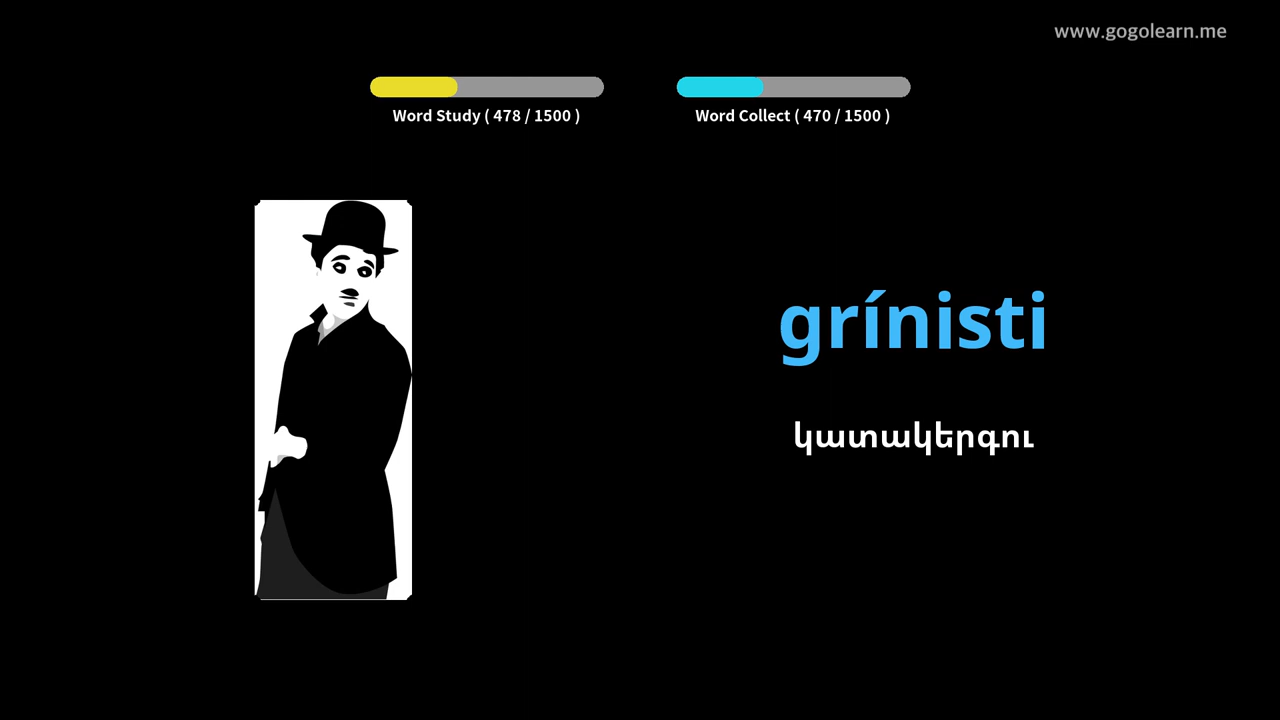 www.gogolearn.me
Word Study ( 478 / 1500 )
Word Collect ( 470 / 1500 )
grínisti
կատակերգու